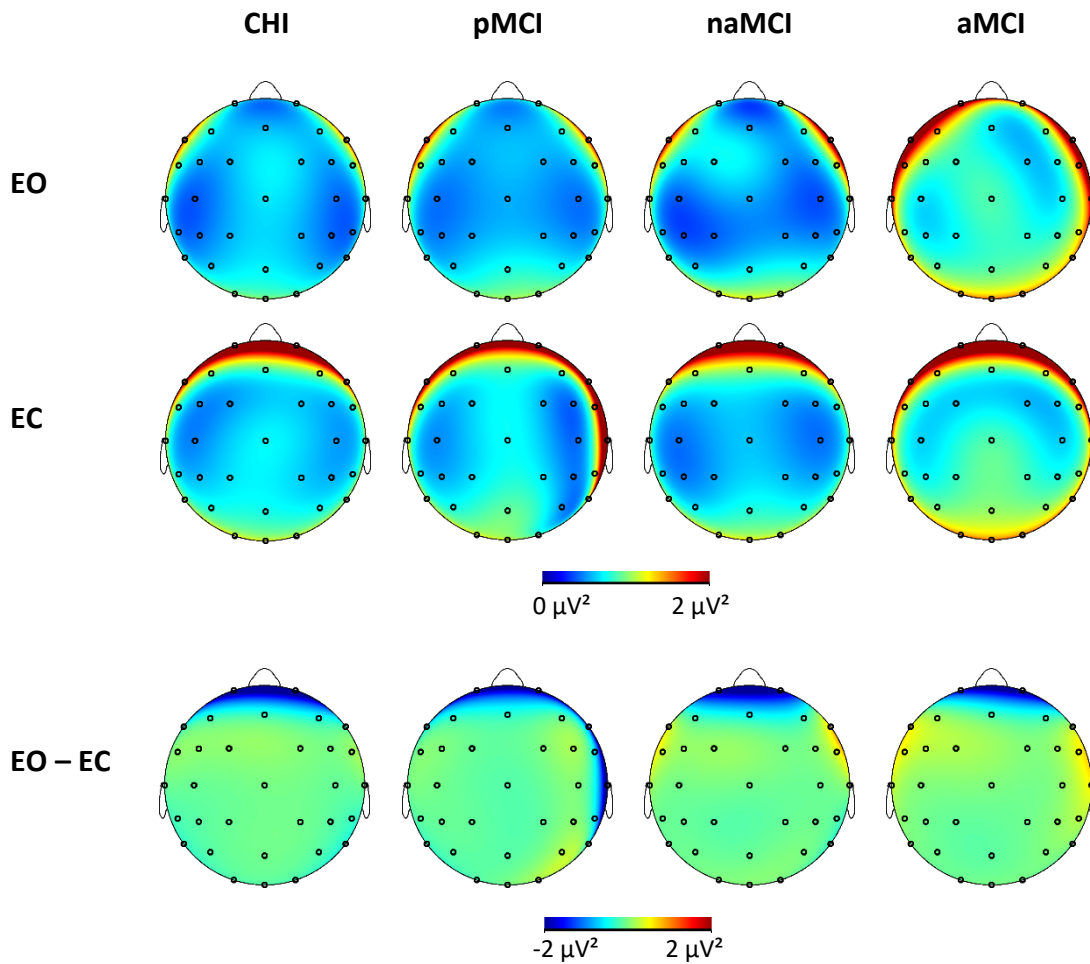 CHI pMCI naMCI aMCI
EO
EC
0 µV² 2 µV²
EO – EC
-2 µV² 2 µV²